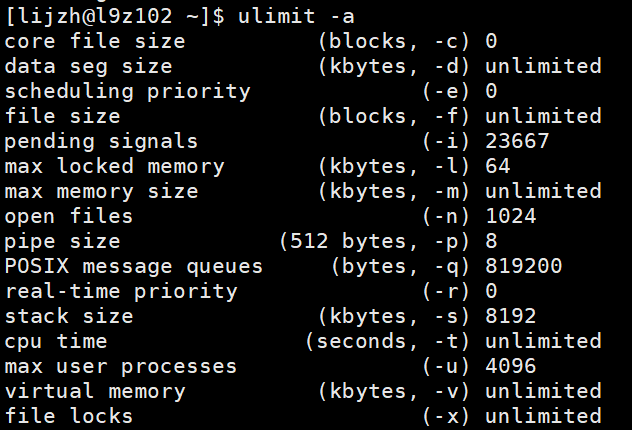 [lijzh@l9z102 ~]$ ulimit -a
core file size          (blocks, -c) 0
data seg size           (kbytes, -d) unlimited
scheduling priority             (-e) 0
file size               (blocks, -f) unlimited
pending signals                 (-i) 23667
max locked memory       (kbytes, -l) 64
max memory size         (kbytes, -m) unlimited
open files                      (-n) 1024
pipe size            (512 bytes, -p) 8
POSIX message queues     (bytes, -q) 819200
real-time priority              (-r) 0
stack size              (kbytes, -s) 8192
cpu time               (seconds, -t) unlimited
max user processes              (-u) 4096
virtual memory          (kbytes, -v) unlimited
file locks                      (-x) unlimited